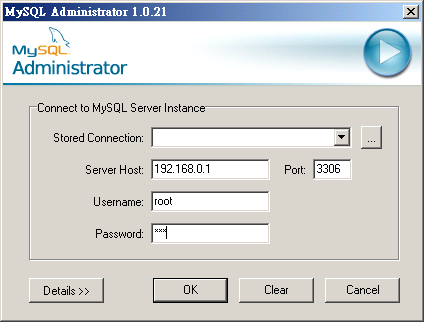 MySQL Administrator 1.0.21
MySQL
Administrator
Connect to MySQL Server Instance
Stored Connection:
...
Server Host: 192.168.0.1 Port: 3306
Username: root
Password: ***
Details >> OK Clear Cancel